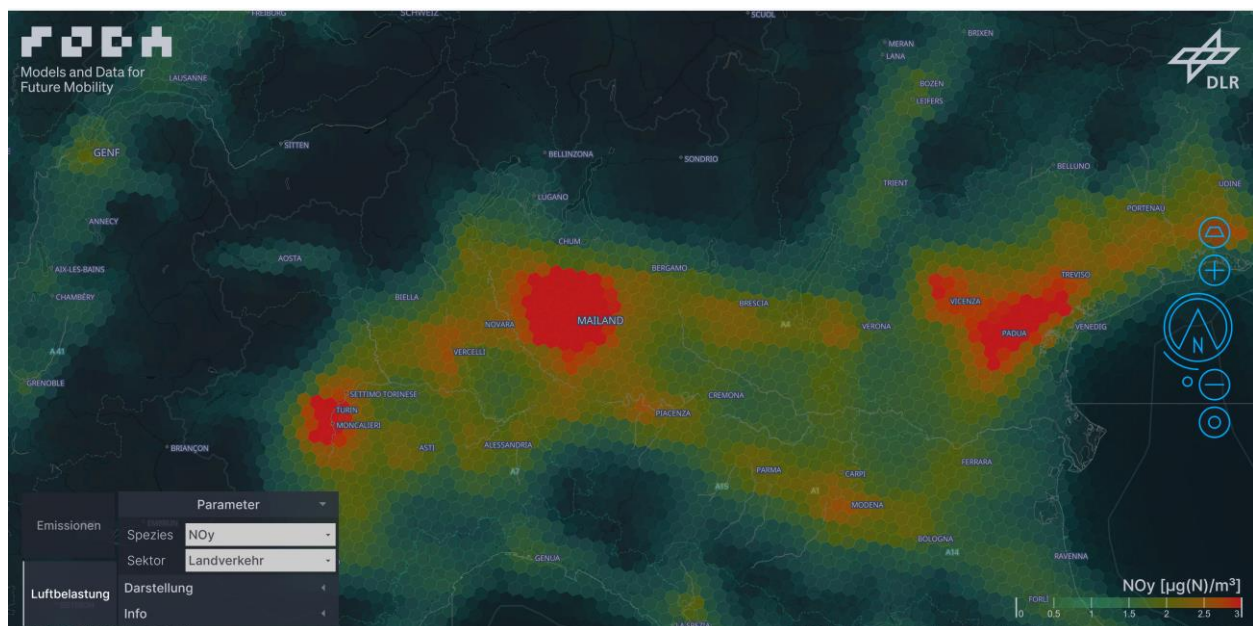 FREIBURG
SCHWEIZ
SCUOL
FODA
Models and Data for
Future Mobility
DLR
BRIXEN
MERAN
LANA
LAUSANNE
BOZEN
LEIFERS
GENF
SITTEN
BELLINZONA
SONDRIO
BELLUNO
TRIENT
UDINE
LUGANO
PORTENAU
ANNECY
CHUM
AOSTA
BERGAMO
AIX-LES-BAINS
TREVISO
CHAMBÉRY
BIELLA
BRESCIA
VICENZA
NOVARA
MAILAND
A4
VERONA
VENEDIG
PADUA
N
A41
VERCELLI
GRENOBLE
SETTIMO TORINESE
CREMONA
TURIN
PIACENZA
MONCALIERI
BRIANÇON
ASTI
ALESSANDRIA
FERRARA
A7
PARMA
CARPI
A15
A1
MODENA
Parameter
Emissionen
Spezies NOy
BOLOGNA
A14
Sektor Landverkehr
GENUA
RAVENNA
Luftbelastung
Darstellung
NOy [µg(N)/m³]
FORLÌ
Info
0 0.5 1 1.5 2 2.5 3